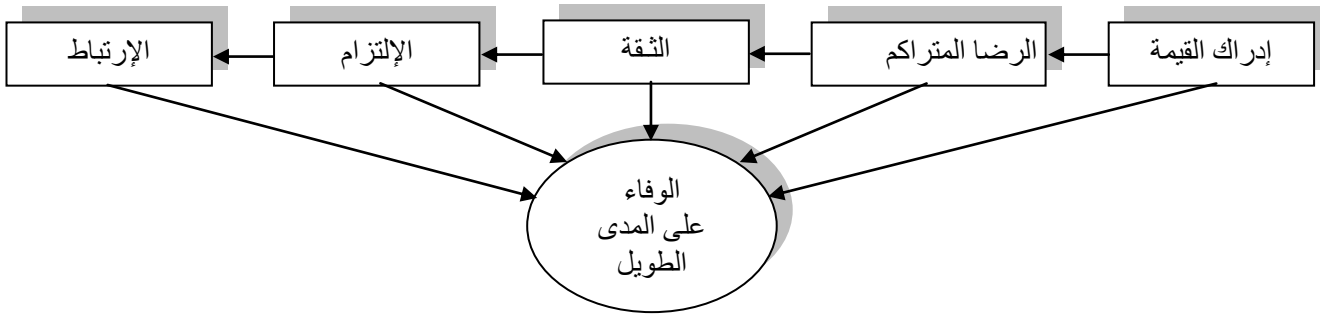 إدراك القيمة
الرضا المتراكم
الثقة
الإلتزام
الإرتباط
الوفاء
على المدى
الطويل